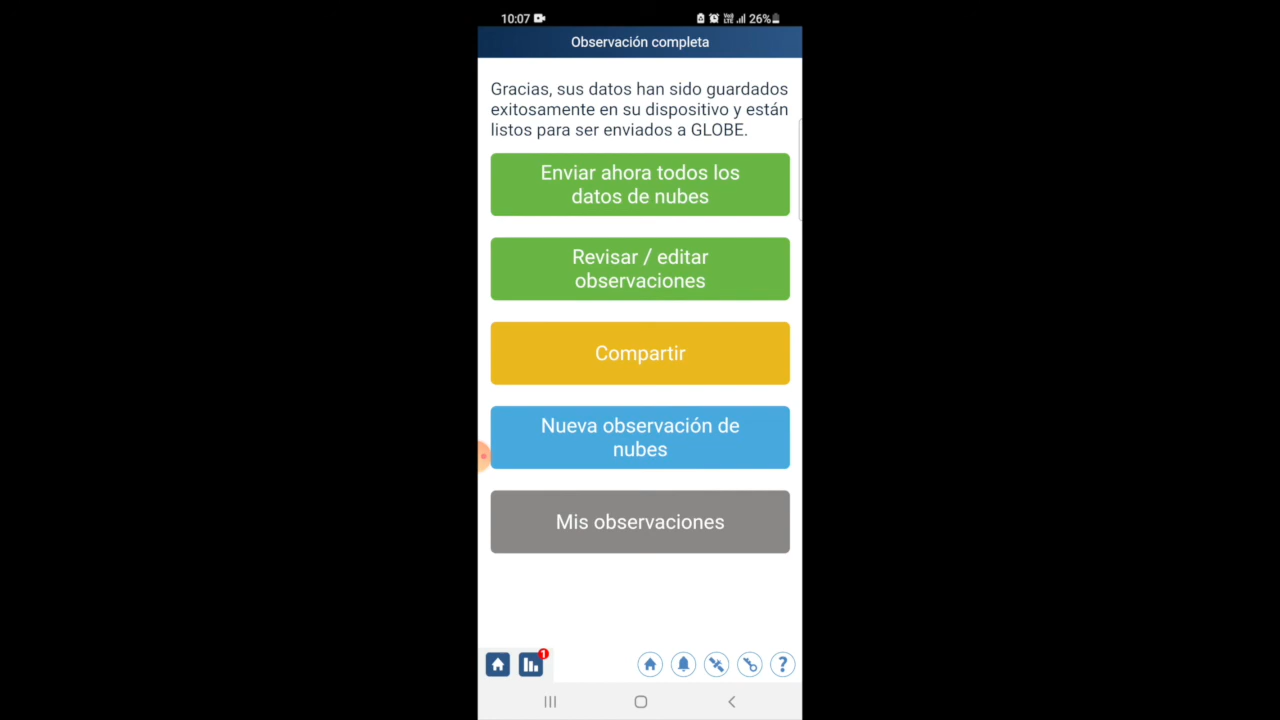 10:07
26%
Observación completa
Gracias, sus datos han sido guardados
exitosamente en su dispositivo y están
listos para ser enviados a GLOBE.
Enviar ahora todos los
datos de nubes
Revisar / editar
observaciones
Compartir
Nueva observación de
nubes
Mis observaciones
1
?